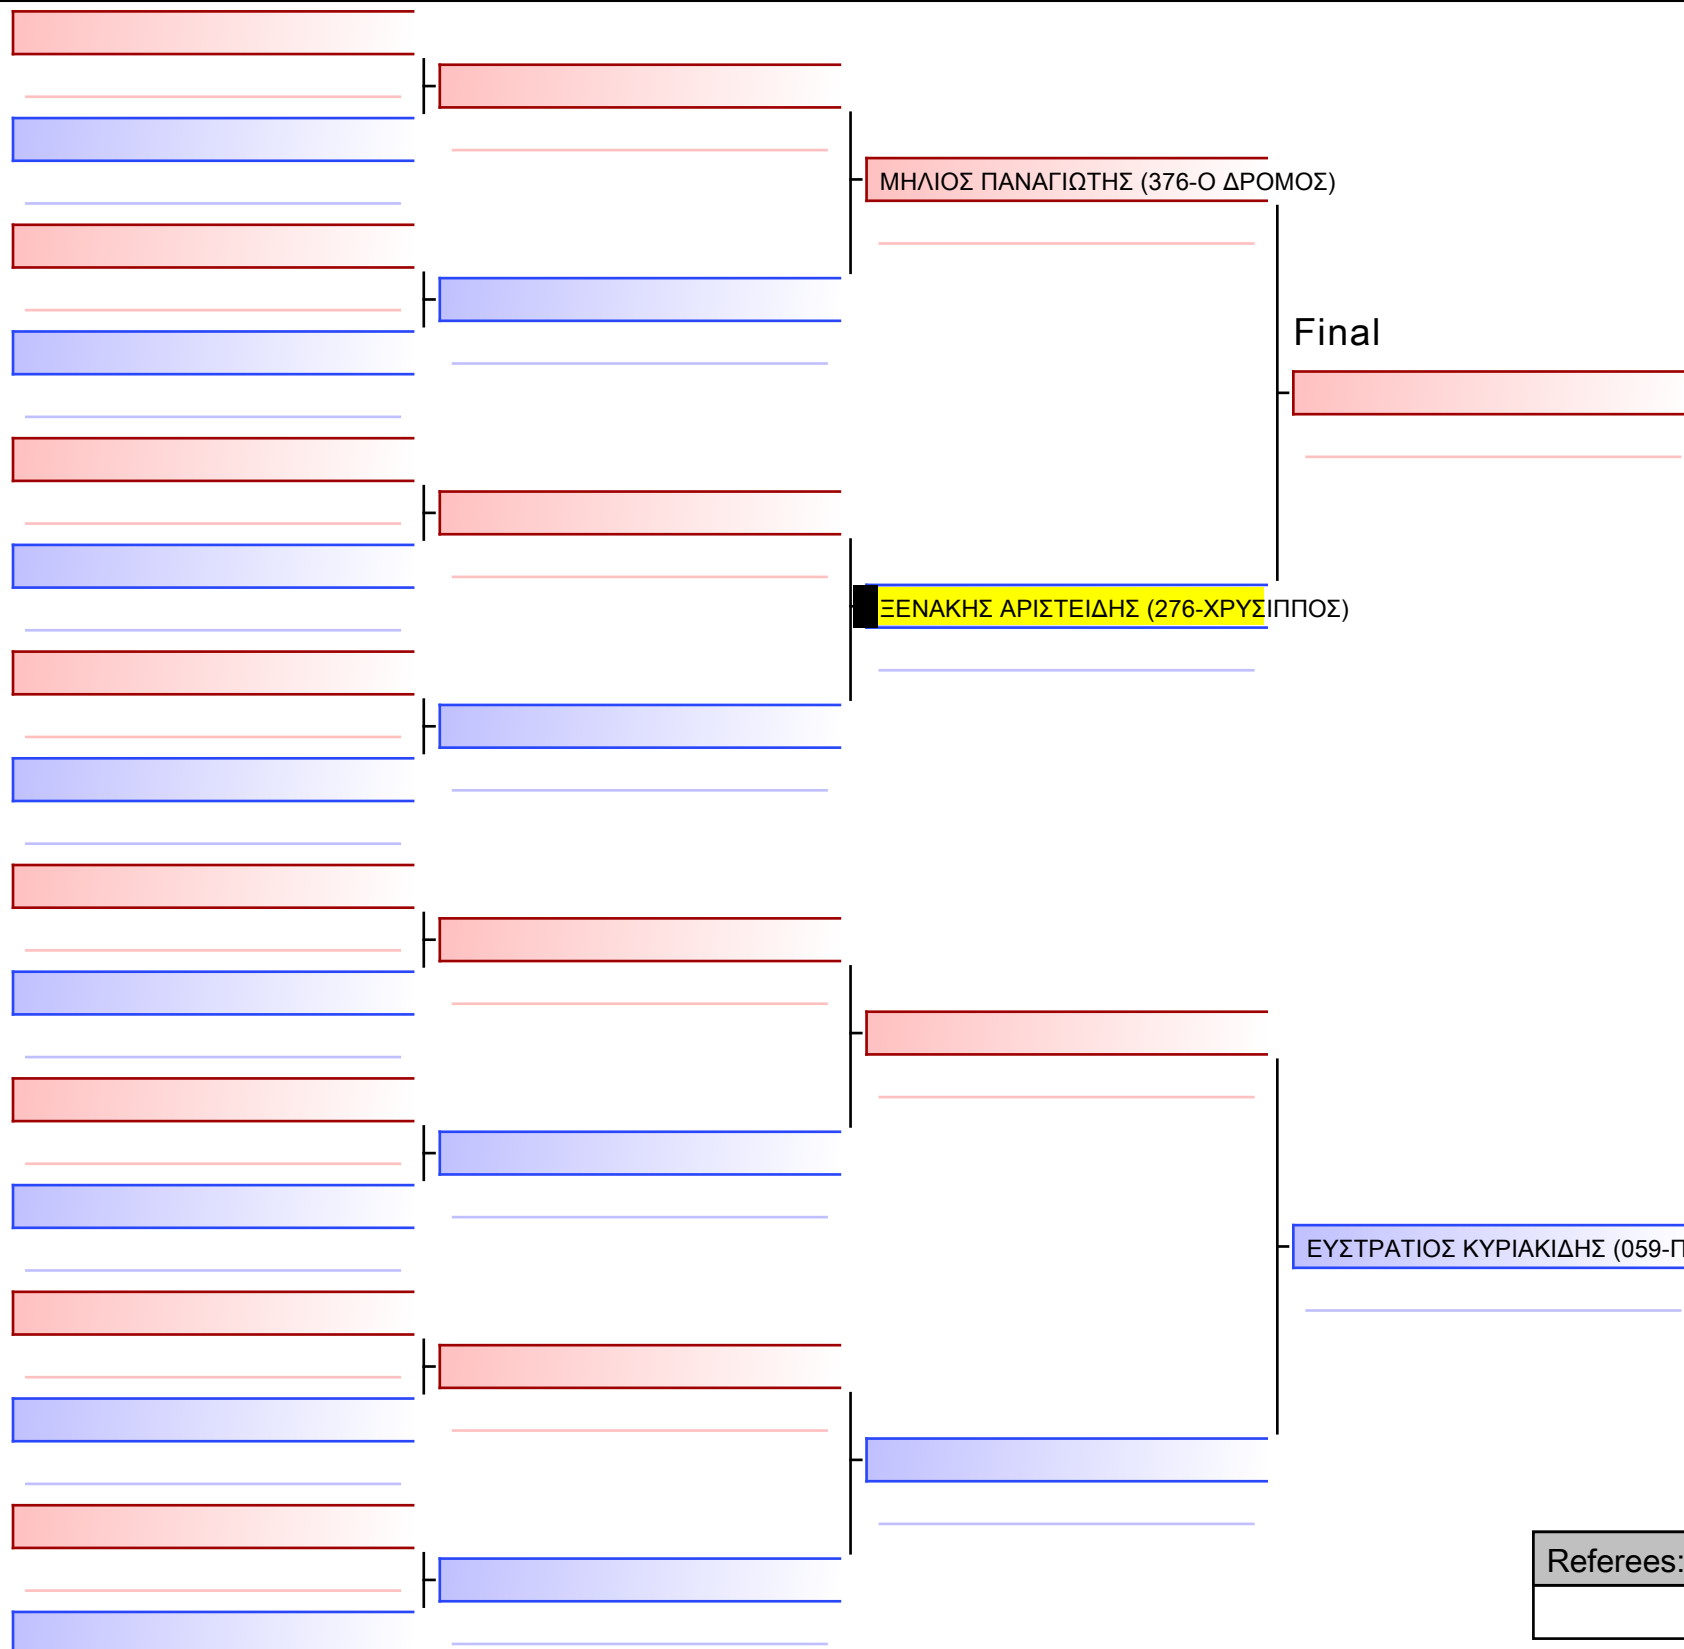 ΜΗΛΙΟΣ ΠΑΝΑΓΙΩΤΗΣ (376-Ο ΔΡΟΜΟΣ)
Final
ΞΕΝΑΚΗΣ ΑΡΙΣΤΕΙΔΗΣ (276-ΧΡΥΣΙΠΠΟΣ)
ΕΥΣΤΡΑΤΙΟΣ ΚΥΡΙΑΚΙΔΗΣ (059-Π
Referees: